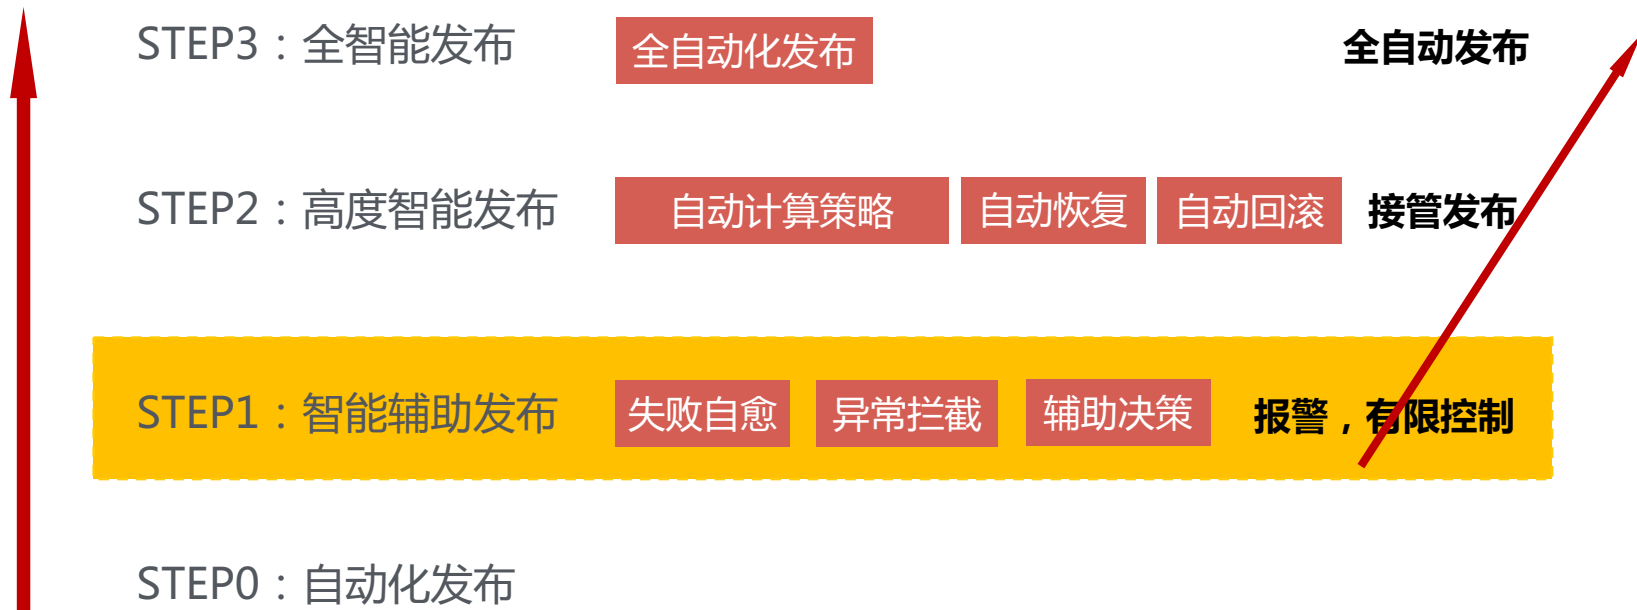 STEP3：全智能发布 全自动化发布 全自动发布
STEP2：高度智能发布 自动计算策略 自动恢复 自动回滚 接管发布
STEP1：智能辅助发布 失败自愈 异常拦截 辅助决策 报警，有限控制
STEP0：自动化发布